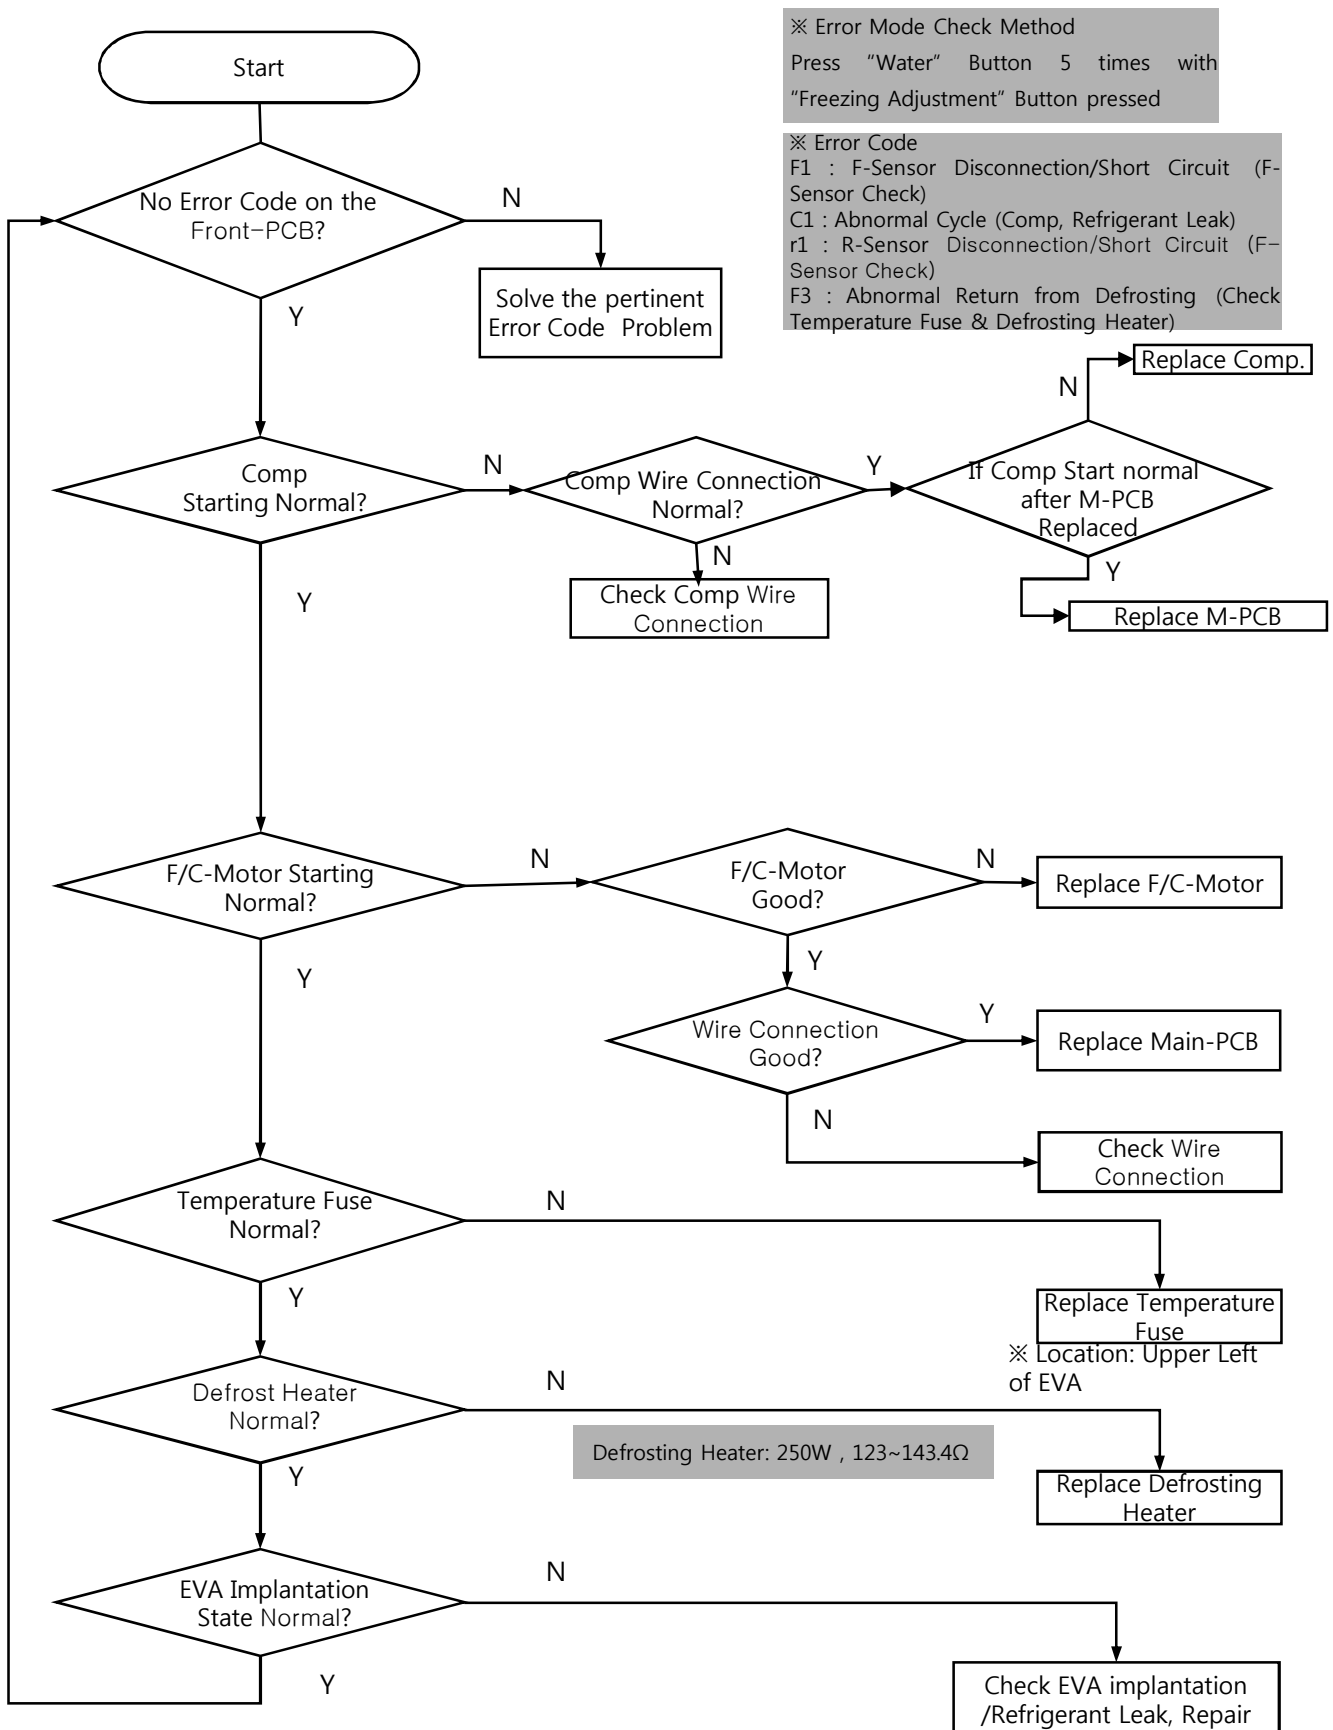 ※ Error Mode Check Method
Press “Water” Button 5 times with
“Freezing Adjustment” Button pressed
※ Error Code
F1 : F-Sensor Disconnection/Short Circuit (F-
Sensor Check)
C1 : Abnormal Cycle (Comp, Refrigerant Leak)
r1 : R-Sensor Disconnection/Short Circuit (F-
Sensor Check)
F3 : Abnormal Return from Defrosting (Check
Temperature Fuse & Defrosting Heater)
Start
No Error Code on the
Front-PCB?
N
Solve the pertinent
Error Code Problem
Y
Comp
Starting Normal?
N
Comp Wire Connection
Normal?
Y
If Comp Start normal
after M-PCB
Replaced
N
Replace Comp.
Y
Replace M-PCB
N
Check Comp Wire
Connection
Y
F/C-Motor Starting
Normal?
N
F/C-Motor
Good?
N
Replace F/C-Motor
Y
Wire Connection
Good?
Y
Replace Main-PCB
N
Check Wire
Connection
Y
Temperature Fuse
Normal?
N
Replace Temperature
Fuse
※ Location: Upper Left
of EVA
Y
Defrost Heater
Normal?
N
Defrosting Heater: 250W , 123~143.4Ω
Replace Defrosting
Heater
Y
EVA Implantation
State Normal?
N
Check EVA implantation
/Refrigerant Leak, Repair
Y